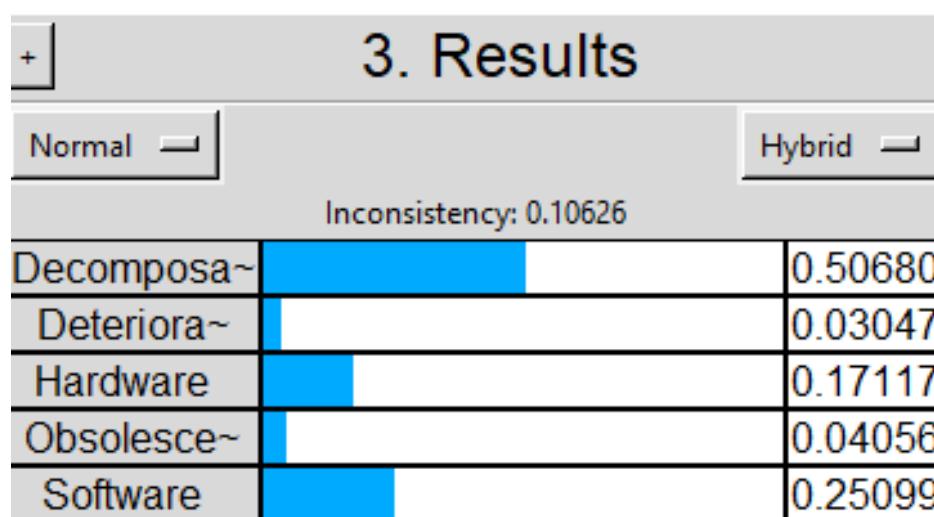 + 3. Results
Normal Hybrid
Inconsistency: 0.10626
Decomposa~ 0.50680
Deteriora~ 0.03047
Hardware 0.17117
Obsolesce~ 0.04056
Software 0.25099